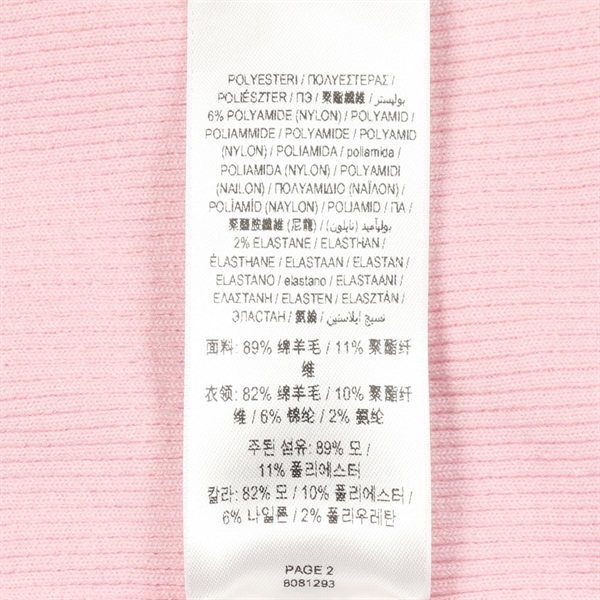 POLYESTERI / ΠΟΛΥΕΣΤΕΡΑΣ /
POLIÉSZTER / ПЭ / 聚酯纖維 / بوليستر
6% POLYAMIDE (NYLON) / POLYAMID /
POLIAMMIDE / POLYAMIDE / POLYAMID
(NYLON) / POLIAMIDA / poliamida /
POLIAMIDA (NYLON) / POLYAMIDI
(NAILON) / ΠΟΛΥΑΜΙΔΙΟ (ΝΑΪΛΟΝ) /
POLIAMID (NAYLON) / POLIAMID / ПА /
聚醯胺纖維 (尼龍) / بولياميد (نايلون)
2% ELASTANE / ELASTHAN /
ÉLASTHANE / ELASTAAN / ELASTAN /
ELASTANO / elastano / ELASTAANI /
ΕΛΑΣΤΑΝΗ / ELASTEN / ELASZTÁN /
ЭЛАСТАН / 氨綸 / نسيج إيلاستين
面料: 89% 绵羊毛 / 11% 聚酯纤
维
衣领: 82% 绵羊毛 / 10% 聚酯纤
维 / 6% 锦纶 / 2% 氨纶
주된 섬유: 89% 모 /
11% 폴리에스터
칼라: 82% 모 / 10% 폴리에스터 /
6% 나일론 / 2% 폴리우레탄
PAGE 2
8081293